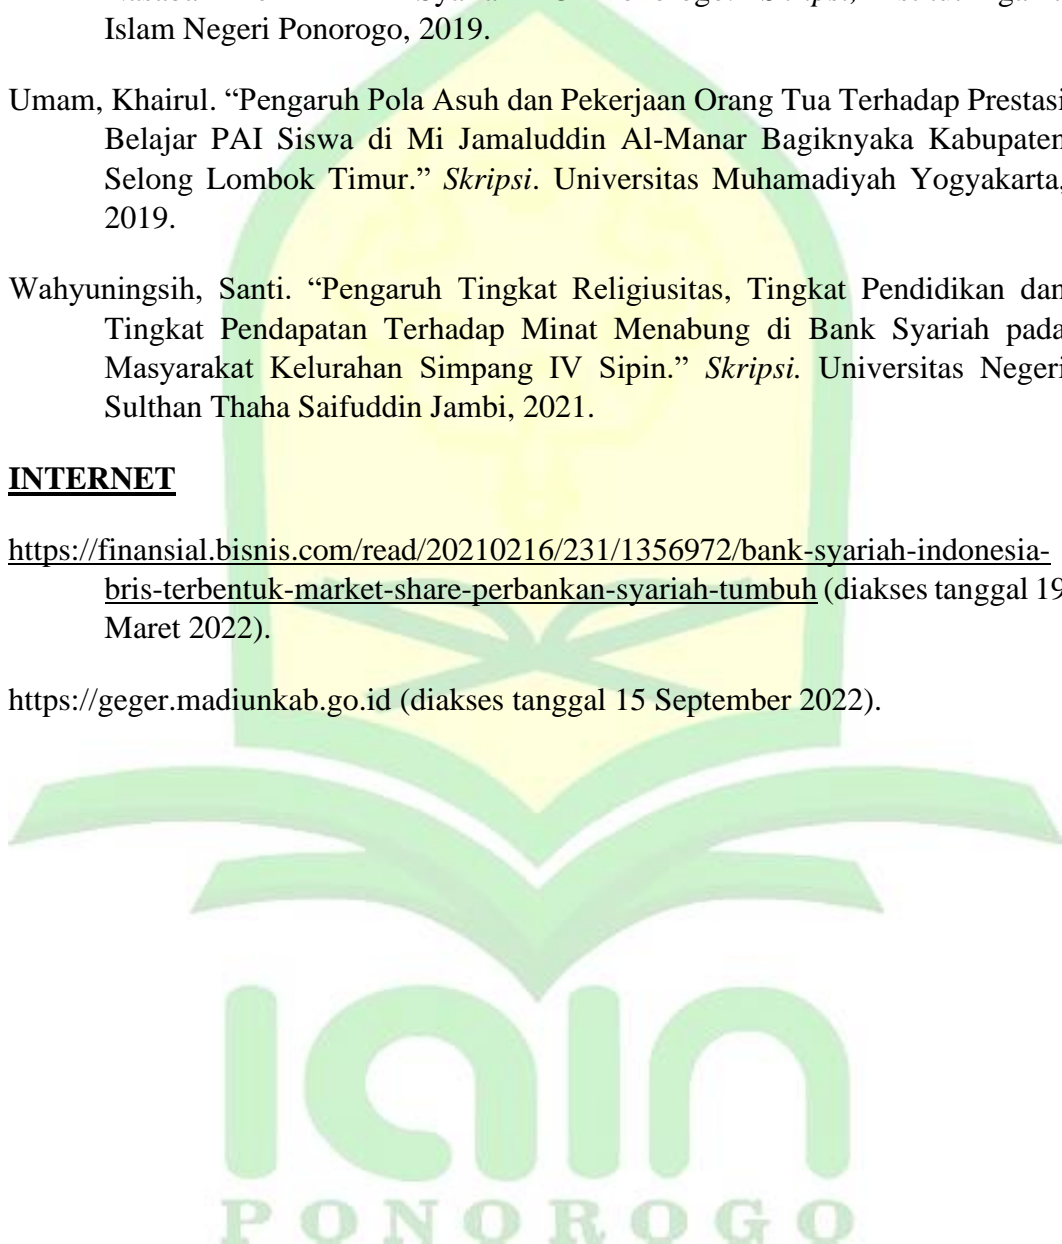 Islam Negeri Ponorogo, 2019.
Umam, Khairul. “Pengaruh Pola Asuh dan Pekerjaan Orang Tua Terhadap Prestasi
Belajar PAI Siswa di Mi Jamaluddin Al-Manar Bagiknyaka Kabupaten
Selong Lombok Timur.” Skripsi. Universitas Muhamadiyah Yogyakarta,
2019.
Wahyuningsih, Santi. “Pengaruh Tingkat Religiusitas, Tingkat Pendidikan dan
Tingkat Pendapatan Terhadap Minat Menabung di Bank Syariah pada
Masyarakat Kelurahan Simpang IV Sipin.” Skripsi. Universitas Negeri
Sulthan Thaha Saifuddin Jambi, 2021.
INTERNET
https://finansial.bisnis.com/read/20210216/231/1356972/bank-syariah-indonesia-
bris-terbentuk-market-share-perbankan-syariah-tumbuh (diakses tanggal 19
Maret 2022).
https://geger.madiunkab.go.id (diakses tanggal 15 September 2022).
iain
PONOROGO